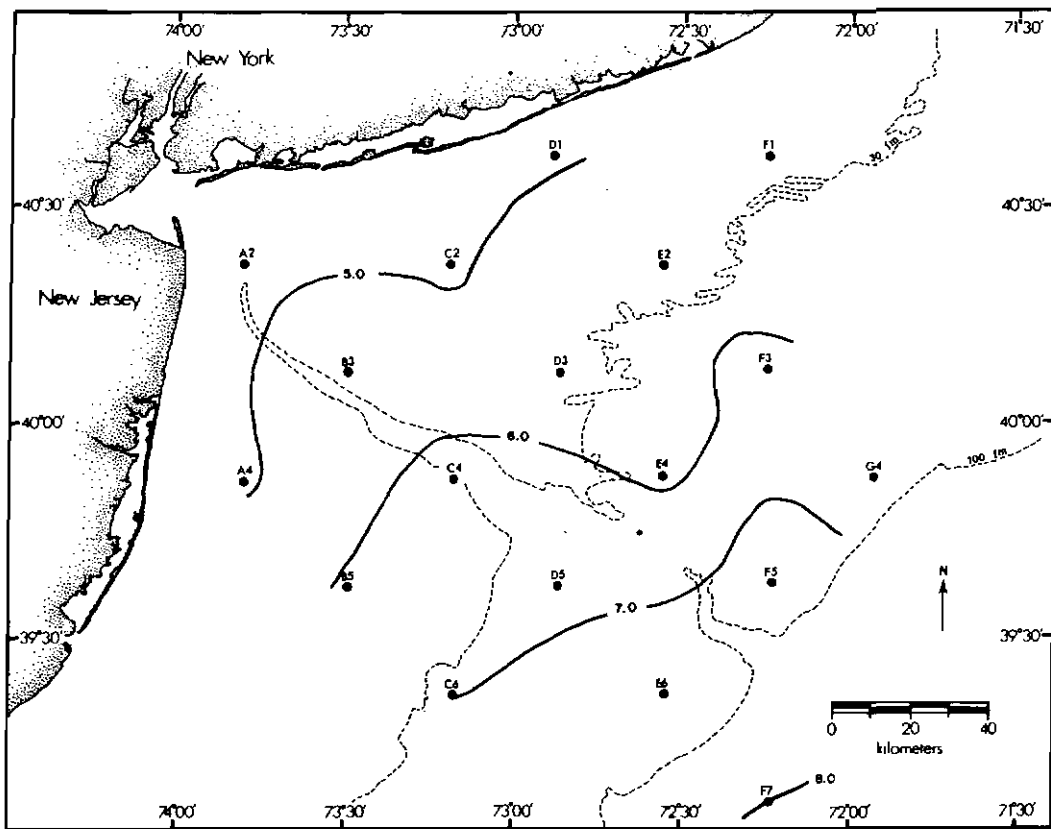 74°00' 73°30' 73°00' 72°30' 72°00' 71°30'
New York
D1 F1
30 fm
40°30' 40°30'
A2 C2 E2
5.0
New Jersey
B3 D3 F3
40°00' 40°00'
6.0
100 fm
A4 C4 E4 G4
B5 D5 F5
N
7.0
39°30' 39°30'
C6 E6
0 20 40
kilometers
8.0
F7
74°00' 73°30' 73°00' 72°30' 72°00' 71°30'